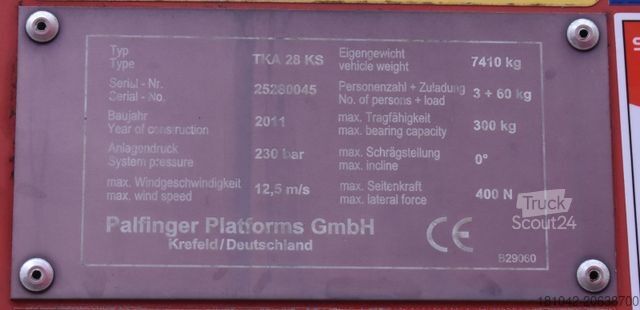 Typ
Type
TKA 28 KS
Eigengewicht
vehicle weight
7410 kg
Serial - Nr.
Serial - No.
25280045
Personenzahl + Zuladung
No. of persons + load
3 + 60 kg
Baujahr
Year of construction
2011
max. Tragfähigkeit
max. bearing capacity
300 kg
Anlagendruck
System pressure
230 bar
max. Schrägstellung
max. incline
0°
max. Windgeschwindigkeit
max. wind speed
12,5 m/s
max. Seitenkraft
max. lateral force
400 N
Palfinger Platforms GmbH
Krefeld/Deutschland
CE
B29060
Truck
Scout24